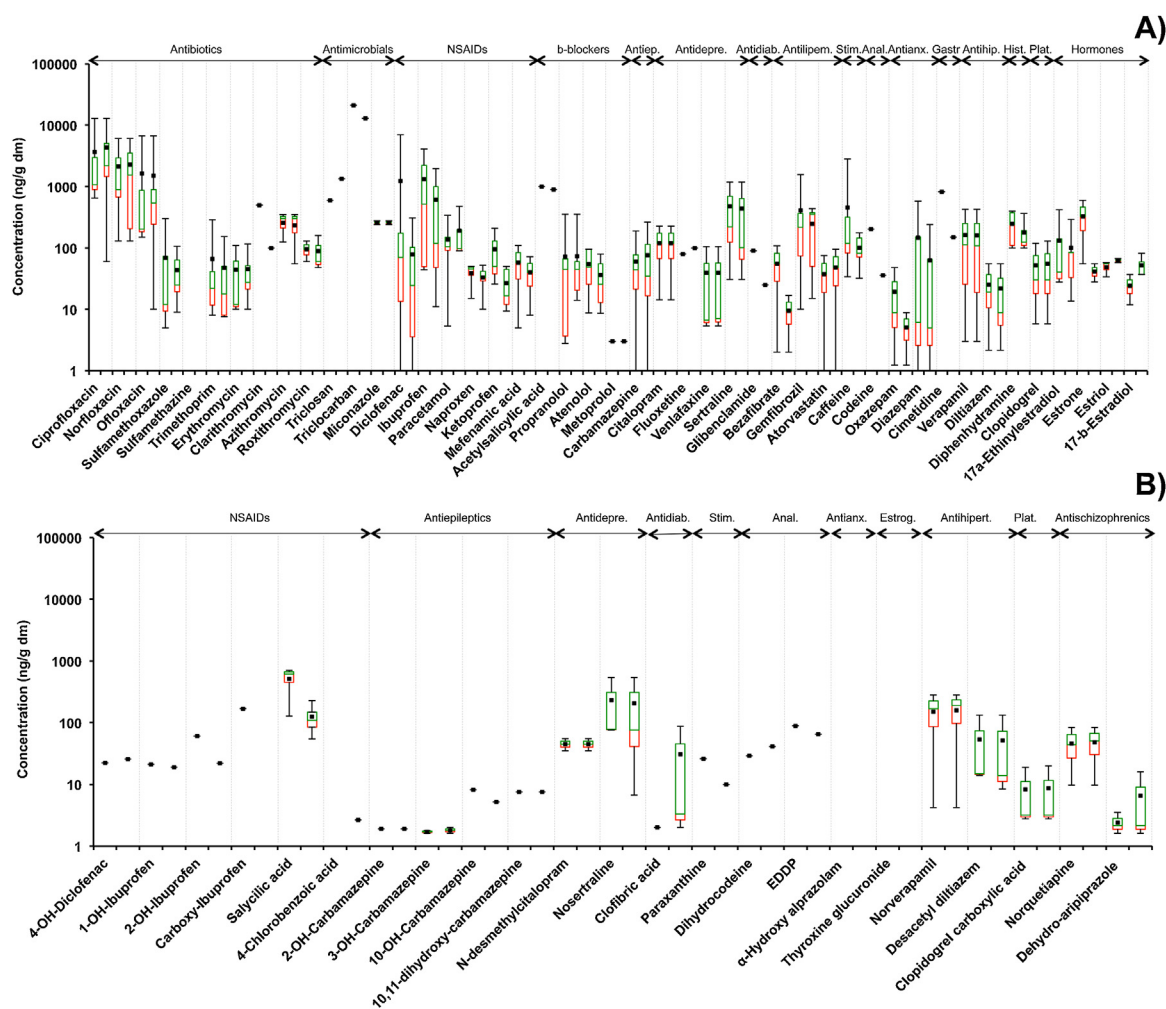 A)
Antibiotics Antimicrobials NSAIDs b-blockers Antiep. Antidepre. Antidiab. Antilipem. Stim. Anal. Antianx. Gastr Antihip. Hist. Plat. Hormones
Concentration (ng/g dm)
100000
10000
1000
100
10
1
Ciprofloxacin
Norfloxacin
Ofloxacin
Sulfamethoxazole
Sulfamethazine
Trimethoprim
Erythromycin
Clarithromycin
Azithromycin
Roxithromycin
Triclosan
Triclocarban
Miconazole
Diclofenac
Ibuprofen
Paracetamol
Naproxen
Ketoprofen
Mefenamic acid
Acetylsalicylic acid
Propranolol
Atenolol
Metoprolol
Carbamazepine
Citalopram
Fluoxetine
Venlafaxine
Sertraline
Glibenclamide
Bezafibrate
Gemfibrozil
Atorvastatin
Caffeine
Codeine
Oxazepam
Diazepam
Cimetidine
Verapamil
Diltiazem
Diphenhydramine
Clopidogrel
17a-Ethinylestradiol
Estrone
Estriol
17-b-Estradiol
B)
NSAIDs Antiepileptics Antidepre. Antidiab. Stim. Anal. Antianx. Estrog. Antihipert. Plat. Antischizophrenics
Concentration (ng/g dm)
100000
10000
1000
100
10
1
4-OH-Diclofenac
1-OH-Ibuprofen
2-OH-Ibuprofen
Carboxy-Ibuprofen
Salycilic acid
4-Chlorobenzoic acid
2-OH-Carbamazepine
3-OH-Carbamazepine
10-OH-Carbamazepine
10,11-dihydroxy-carbamazepine
N-desmethylcitalopram
Nosertraline
Clofibric acid
Paraxanthine
Dihydrocodeine
EDDP
α-Hydroxy alprazolam
Thyroxine glucuronide
Norverapanil
Desacetyl diltiazem
Clopidogrel carboxylic acid
Norquetiapine
Dehydro-aripiprazole